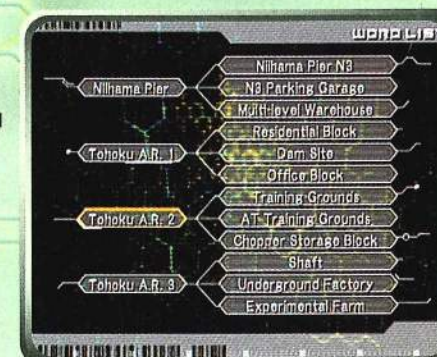 WORD LIST
Niihama Pier N3
Niihama Pier
N3 Parking Garage
Multi-level Warehouse
Residential Block
Tohoku A.R. 1
Dam Site
Office Block
Training Grounds
Tohoku A.R. 2
AT Training Grounds
Chopper Storage Block
Shaft
Tohoku A.R. 3
Underground Factory
Experimental Farm